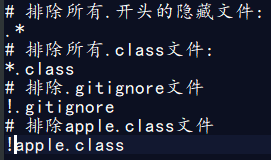 # 排除所有.开头的隐藏文件:
.*
# 排除所有.class文件:
*.class
# 排除.gitignore文件
!.gitignore
# 排除apple.class文件
!apple.class